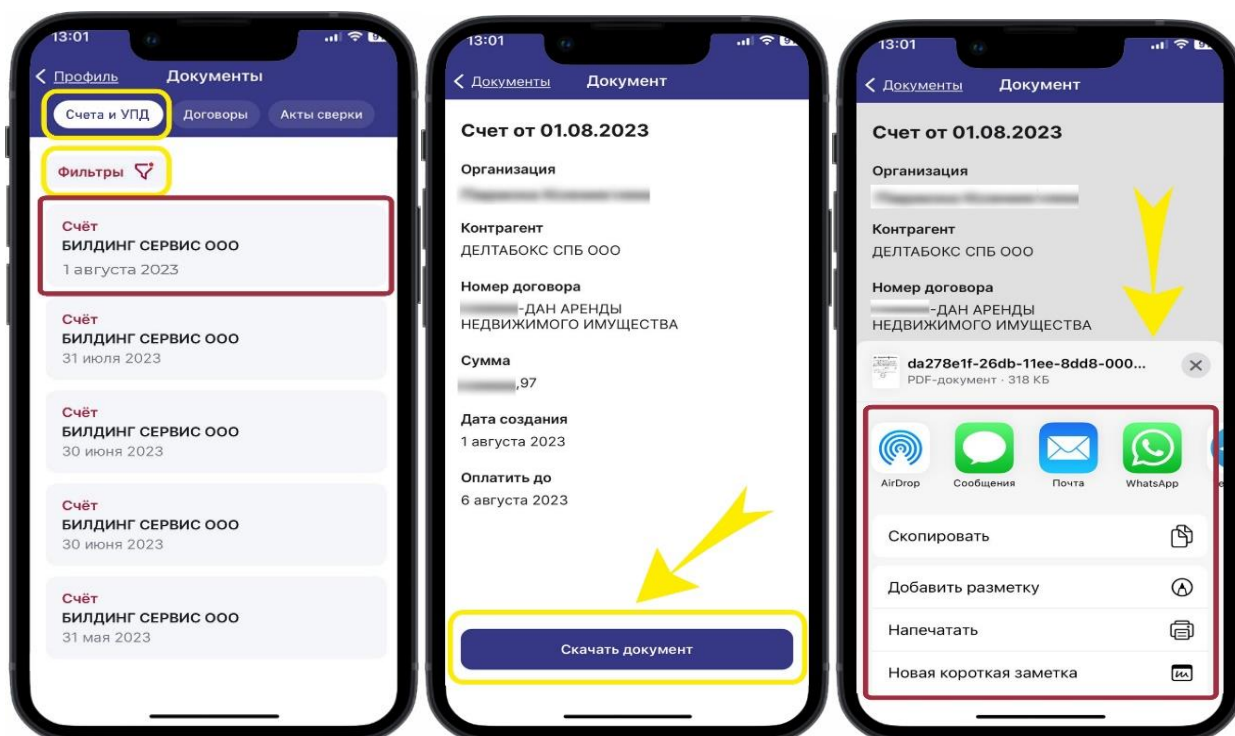 13:01
Профиль
Документы
Счета и УПД
Договоры
Акты сверки
Фильтры
Счёт
БИЛДИНГ СЕРВИС ООО
1 августа 2023
Счёт
БИЛДИНГ СЕРВИС ООО
31 июля 2023
Счёт
БИЛДИНГ СЕРВИС ООО
30 июня 2023
Счёт
БИЛДИНГ СЕРВИС ООО
30 июня 2023
Счёт
БИЛДИНГ СЕРВИС ООО
31 мая 2023
13:01
Документы
Документ
Счет от 01.08.2023
Организация
Контрагент
ДЕЛТАБОКС СПБ ООО
Номер договора
-ДАН АРЕНДЫ
НЕДВИЖИМОГО ИМУЩЕСТВА
Сумма
,97
Дата создания
1 августа 2023
Оплатить до
6 августа 2023
Скачать документ
13:01
Документы
Документ
Счет от 01.08.2023
Организация
Контрагент
ДЕЛТАБОКС СПБ ООО
Номер договора
-ДАН АРЕНДЫ
НЕДВИЖИМОГО ИМУЩЕСТВА
da278e1f-26db-11ee-8dd8-000...
PDF-документ · 318 КБ
AirDrop
Сообщения
Почта
WhatsApp
Скопировать
Добавить разметку
Напечатать
Новая короткая заметка